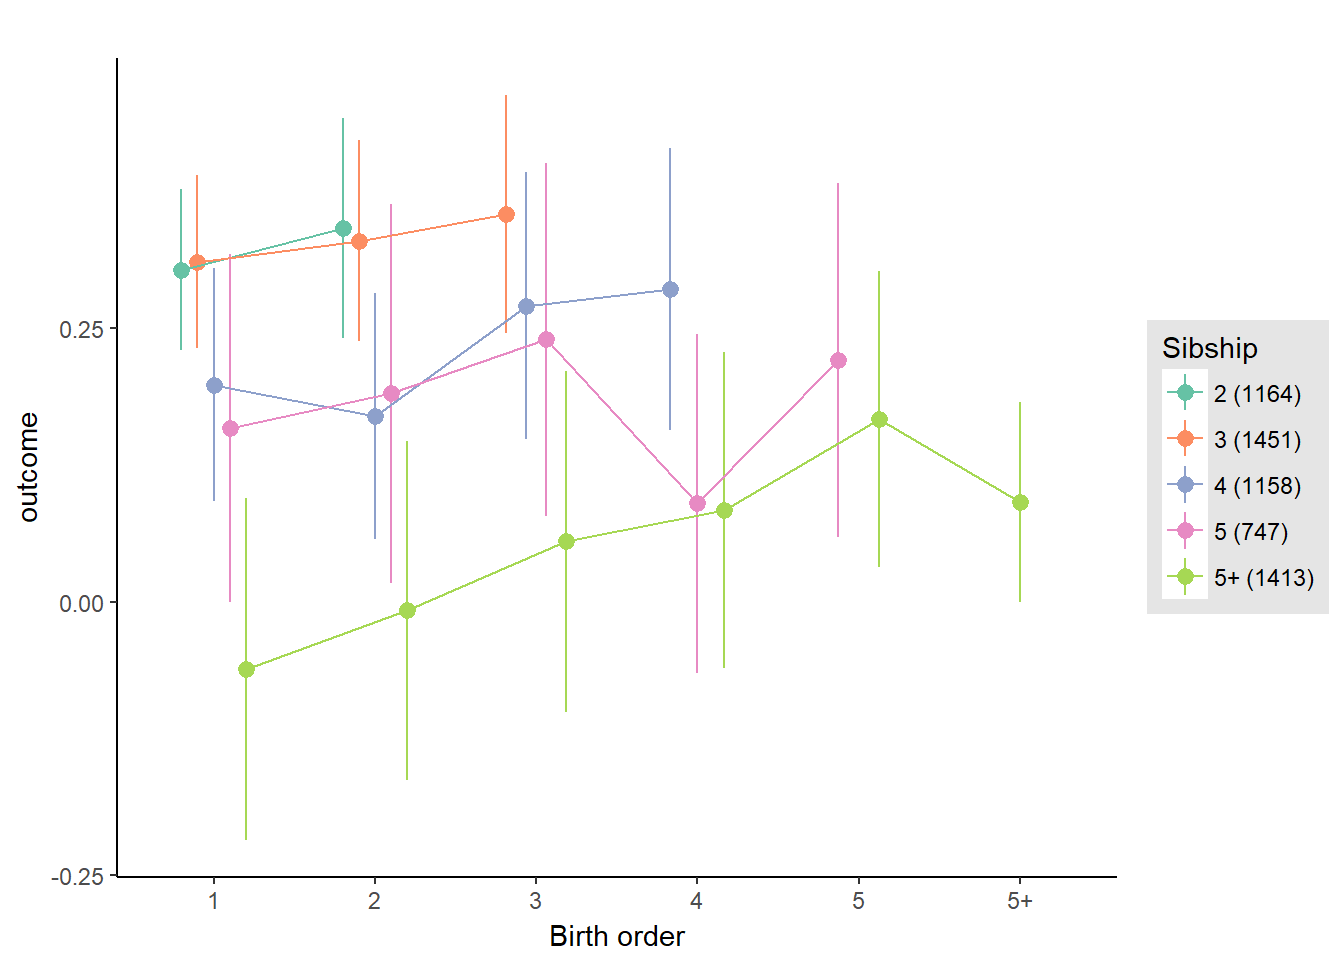 outcome
0.25
0.00
-0.25
1 2 3 4 5 5+
Birth order
Sibship
2 (1164)
3 (1451)
4 (1158)
5 (747)
5+ (1413)